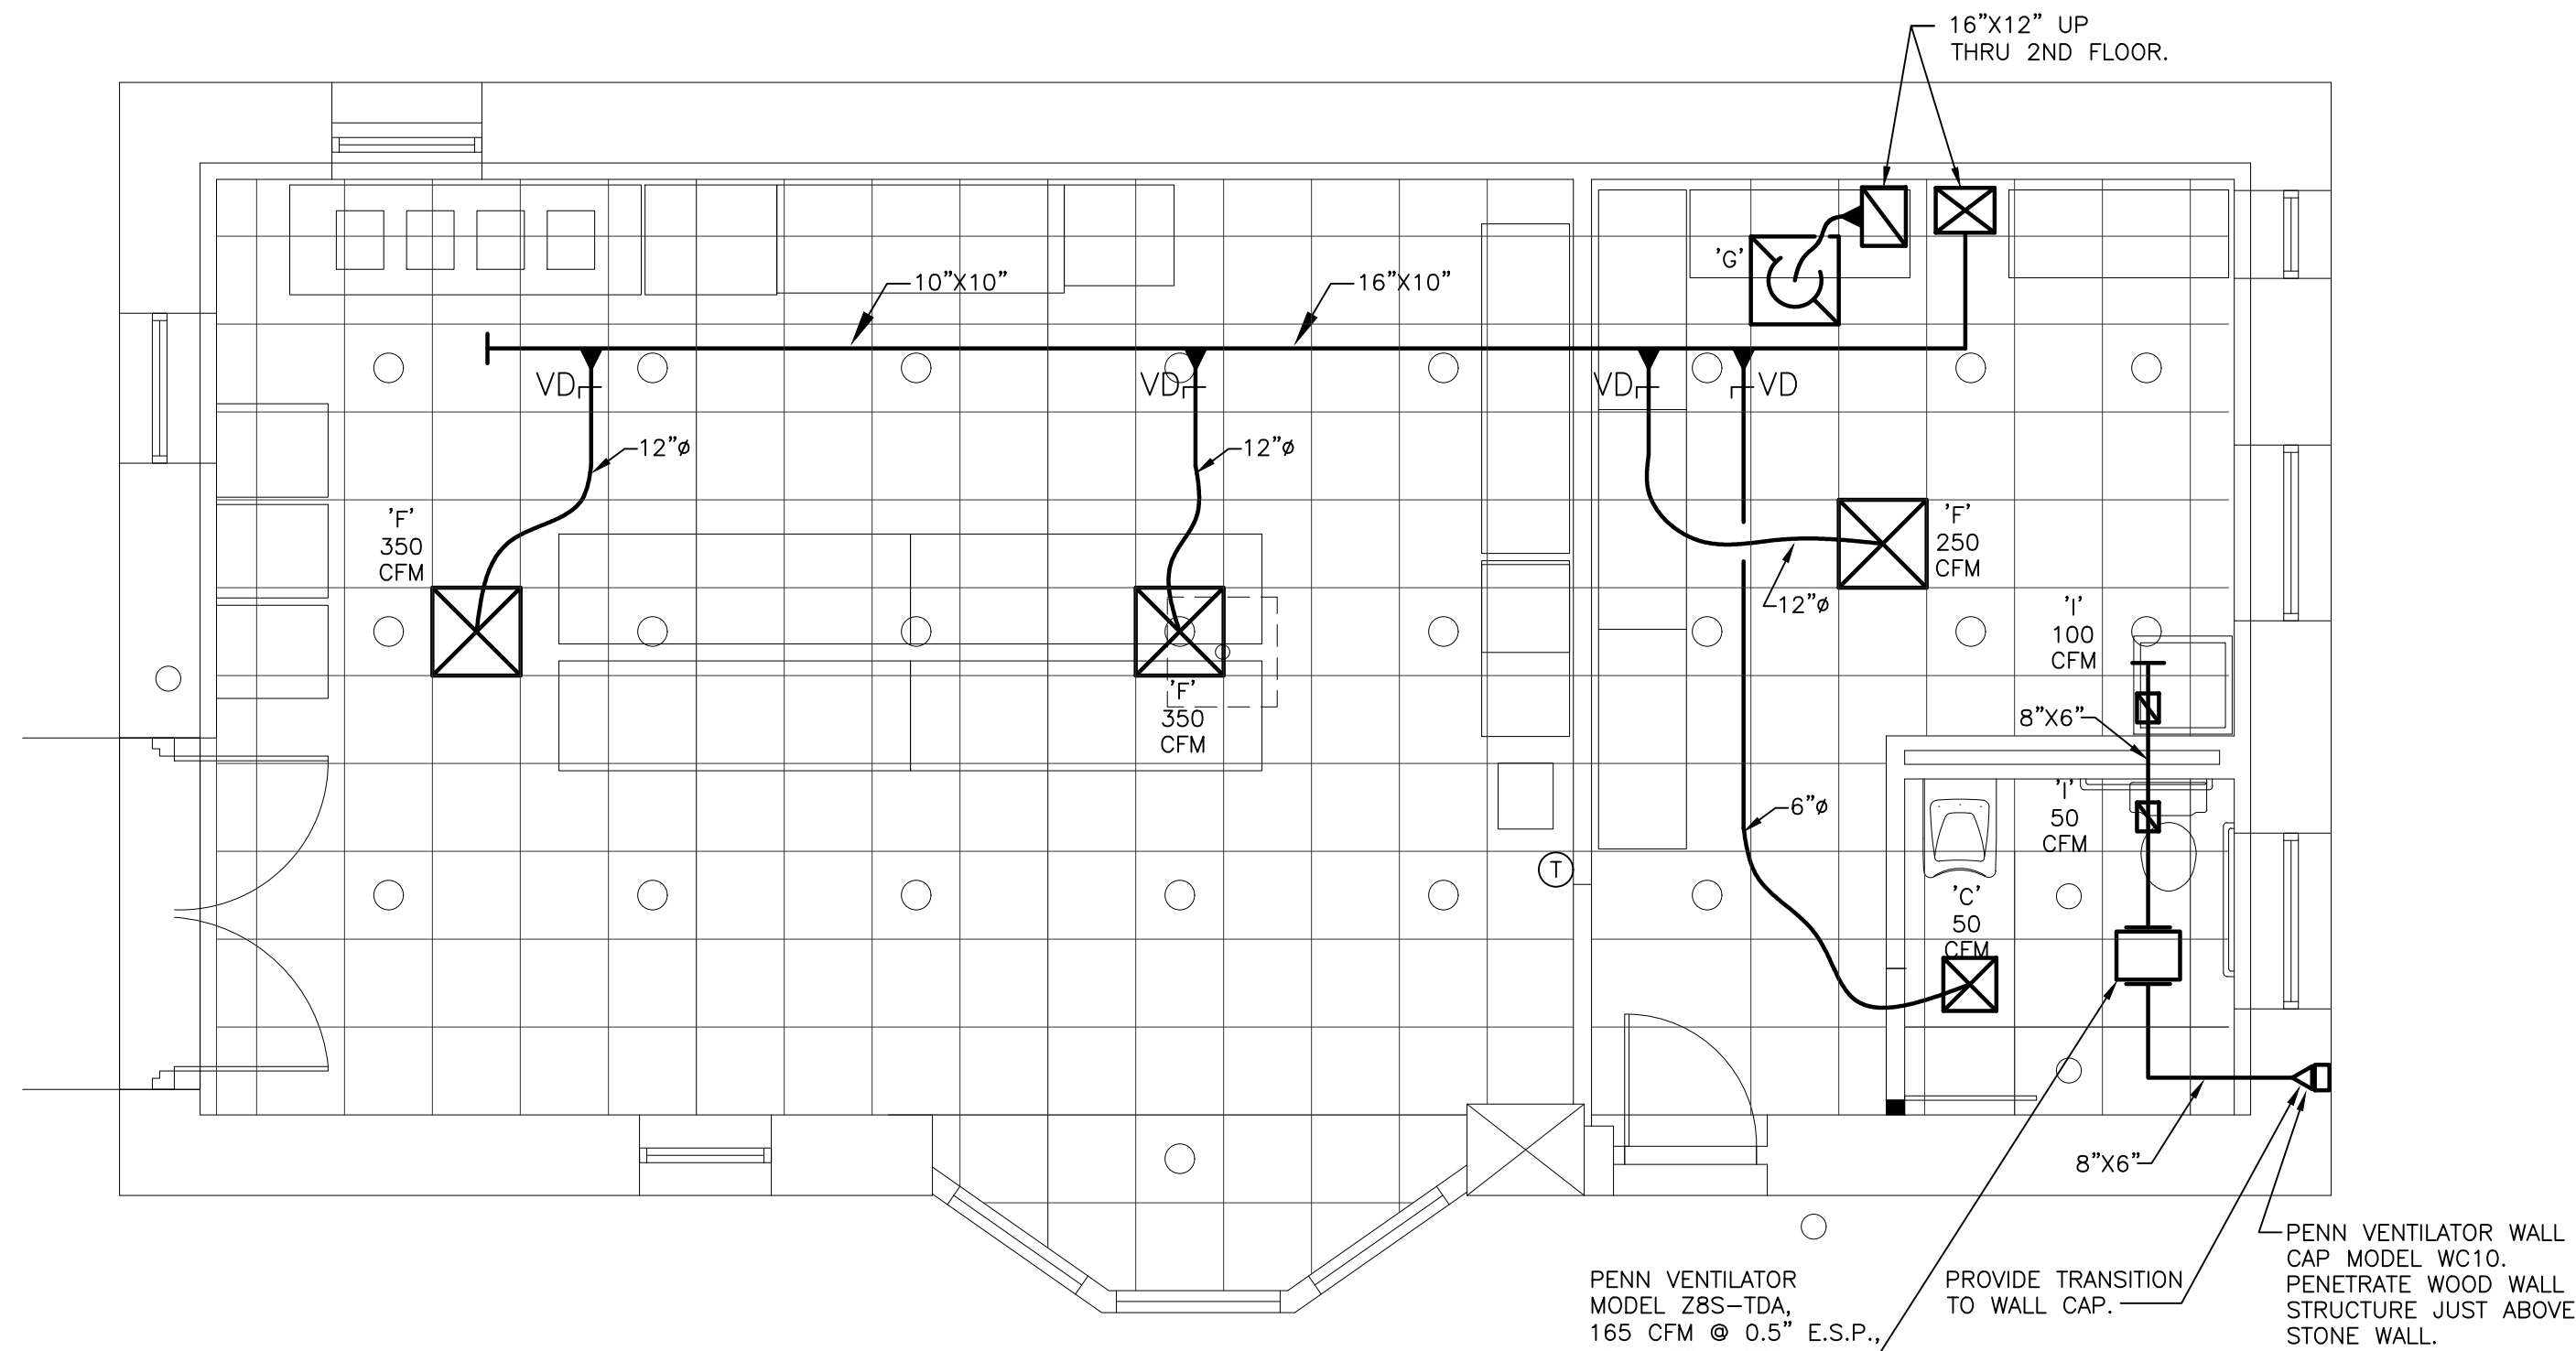 16”X12” UP
THRU 2ND FLOOR.
'G'
10”X10”
16”X10”
VD
VD
VD
VD
12”ø
12”ø
'F'
350
CFM
'F'
250
CFM
12”ø
'I'
100
CFM
'F'
350
CFM
8”X6”
'I'
50
CFM
6”ø
T
'C'
50
CFM
8”X6”
PENN VENTILATOR WALL
CAP MODEL WC10.
PENETRATE WOOD WALL
STRUCTURE JUST ABOVE
STONE WALL.
PENN VENTILATOR
MODEL Z8S-TDA,
165 CFM @ 0.5” E.S.P.,
PROVIDE TRANSITION
TO WALL CAP.